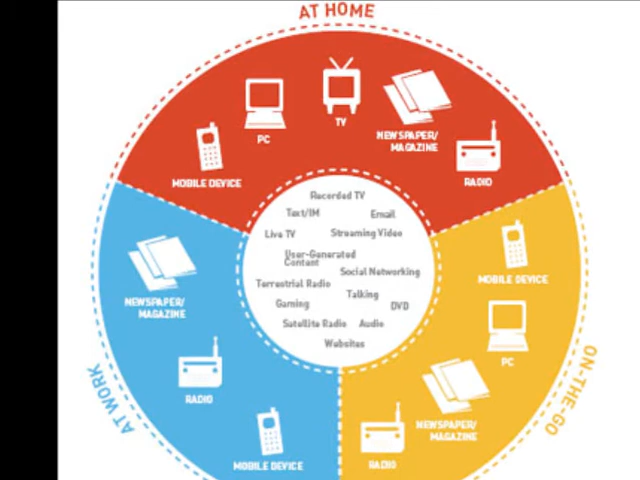 AT HOME
TV
PC
NEWSPAPER/
MAGAZINE
MOBILE DEVICE
RADIO
Recorded TV
Text/IM
Email
Live TV
Streaming Video
User-Generated
Content
Social Networking
Terrestrial Radio
Talking
Gaming
DVD
Satellite Radio
Audio
Websites
MOBILE DEVICE
PC
NEWSPAPER/
MAGAZINE
RADIO
ON-THE-GO
NEWSPAPER/
MAGAZINE
RADIO
MOBILE DEVICE
AT WORK